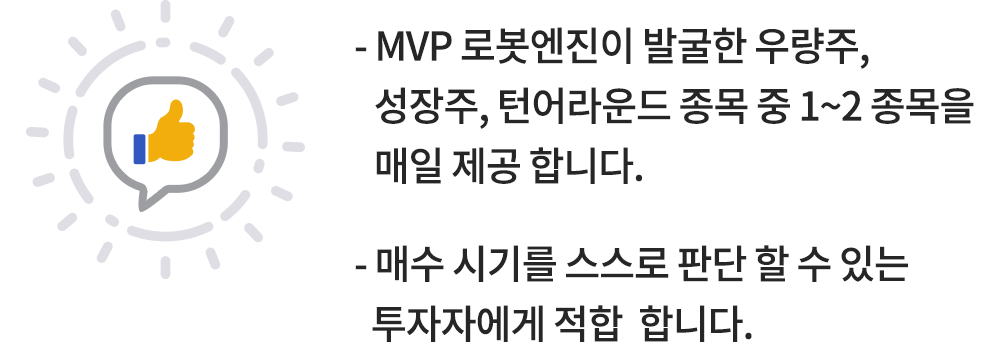 - MVP 로봇엔진이 발굴한 우량주,
성장주, 턴어라운드 종목 중 1~2 종목을
매일 제공 합니다.
- 매수 시기를 스스로 판단 할 수 있는
투자자에게 적합 합니다.